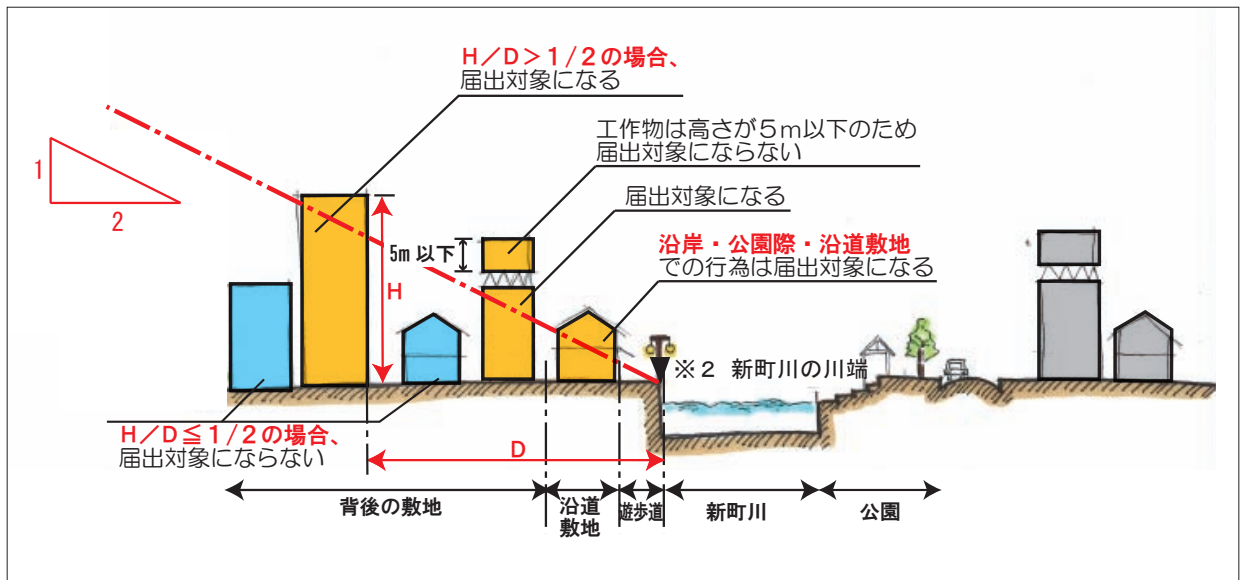 H／D＞1/2の場合、
届出対象になる
工作物は高さが５ｍ以下のため
届出対象にならない
1
2
届出対象になる
5m 以下
沿岸・公園際・沿道敷地
での行為は届出対象になる
H
※２ 新町川の川端
H／D≦1/2の場合、
届出対象にならない
D
背後の敷地
沿道
敷地
遊歩道
新町川
公園